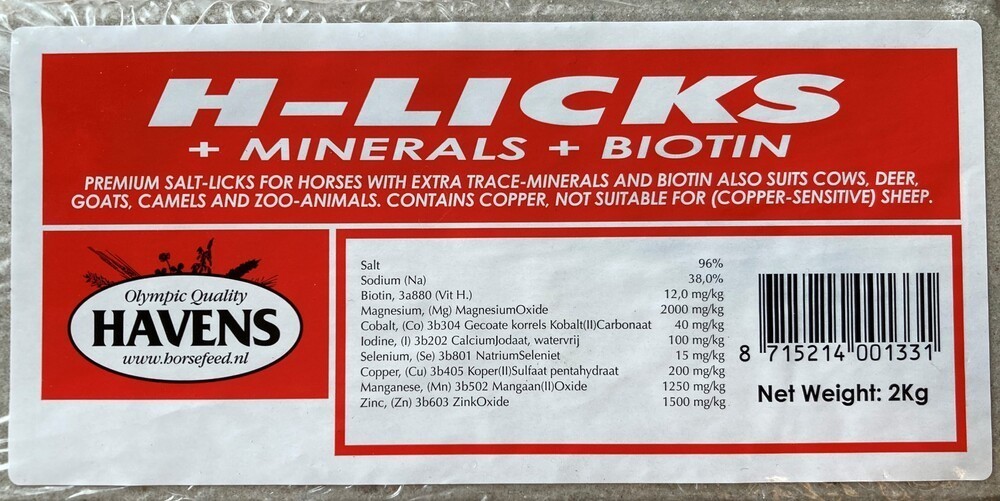 H-LICKS
+ MINERALS + BIOTIN
PREMIUM SALT-LICKS FOR HORSES WITH EXTRA TRACE-MINERALS AND BIOTIN ALSO SUITS COWS, DEER,
GOATS, CAMELS AND ZOO-ANIMALS. CONTAINS COPPER, NOT SUITABLE FOR (COPPER-SENSITIVE) SHEEP.
Olympic Quality
HAVENS
www.horsefeed.nl
Salt 96%
Sodium (Na) 38,0%
Biotin, 3a880 (Vit H.) 12,0 mg/kg
Magnesium, (Mg) MagnesiumOxide 2000 mg/kg
Cobalt, (Co) 3b304 Gecoate korrels Kobalt(II)Carbonaat 40 mg/kg
Iodine, (I) 3b202 CalciumJodaat, watervrij 100 mg/kg
Selenium, (Se) 3b801 NatriumSeleniet 15 mg/kg
Copper, (Cu) 3b405 Koper(II)Sulfaat pentahydraat 200 mg/kg
Manganese, (Mn) 3b502 Mangaan(II)Oxide 1250 mg/kg
Zinc, (Zn) 3b603 ZinkOxide 1500 mg/kg
8 715214 001331
Net Weight: 2Kg